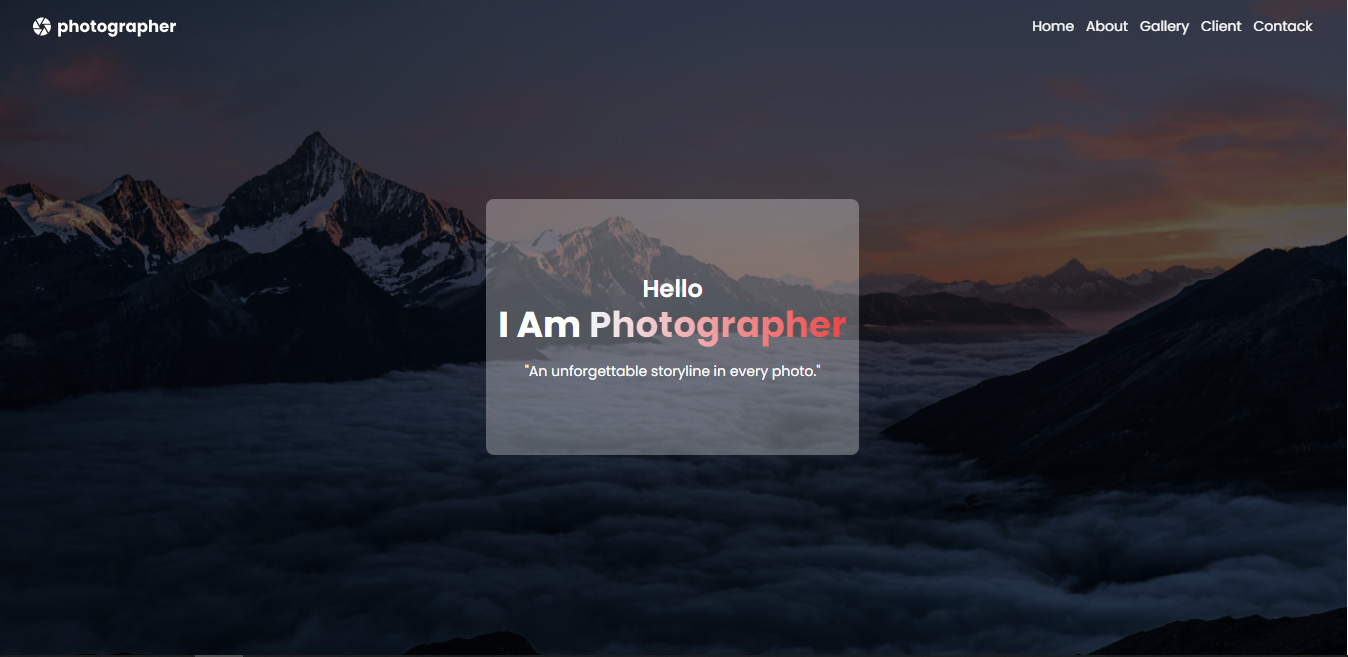 photographer
Home About Gallery Client Contack
Hello
I Am Photographer
"An unforgettable storyline in every photo."